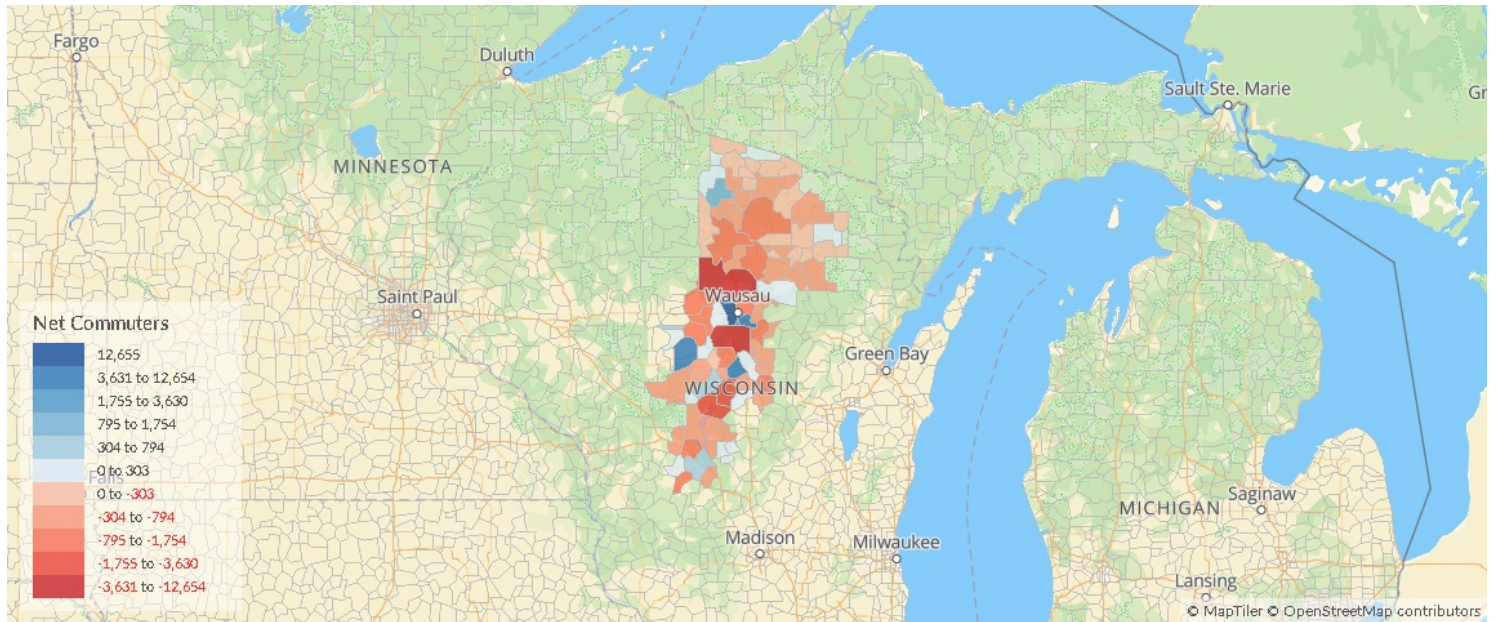 Fargo
Duluth
Sault Ste. Marie
Gr
MINNESOTA
Saint Paul
Wausau
Green Bay
WISCONSIN
Net Commuters
12,655
3,631 to 12,654
1,755 to 3,630
795 to 1,754
304 to 794
0 to 303
Falls
0 to -303
-304 to -794
-795 to -1,754
-1,755 to -3,630
-3,631 to -12,654
Saginaw
MICHIGAN
Madison
Milwaukee
Lansing
© MapTiler © OpenStreetMap contributors